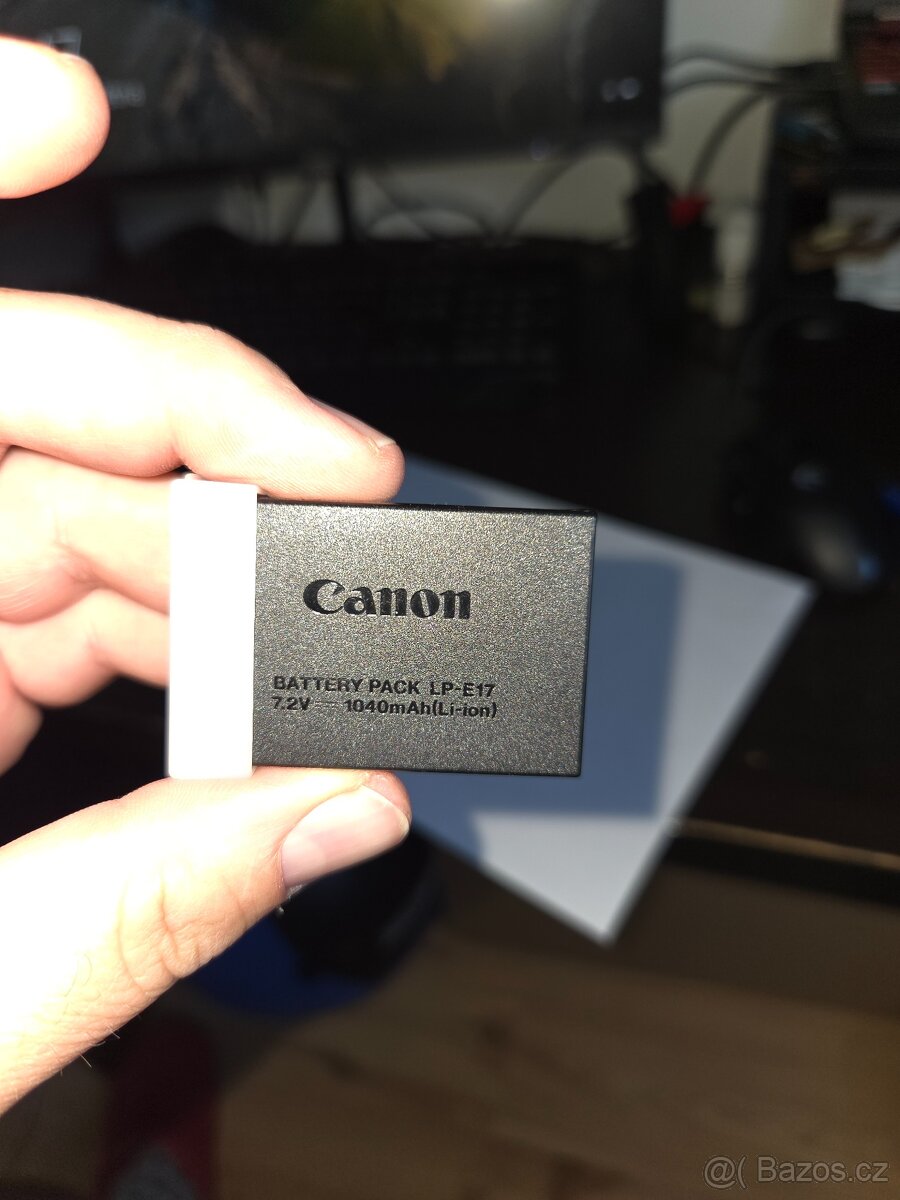 Canon
BATTERY PACK LP-E17
7.2V ⎓ 1040mAh(Li-ion)
@( Bazos.cz